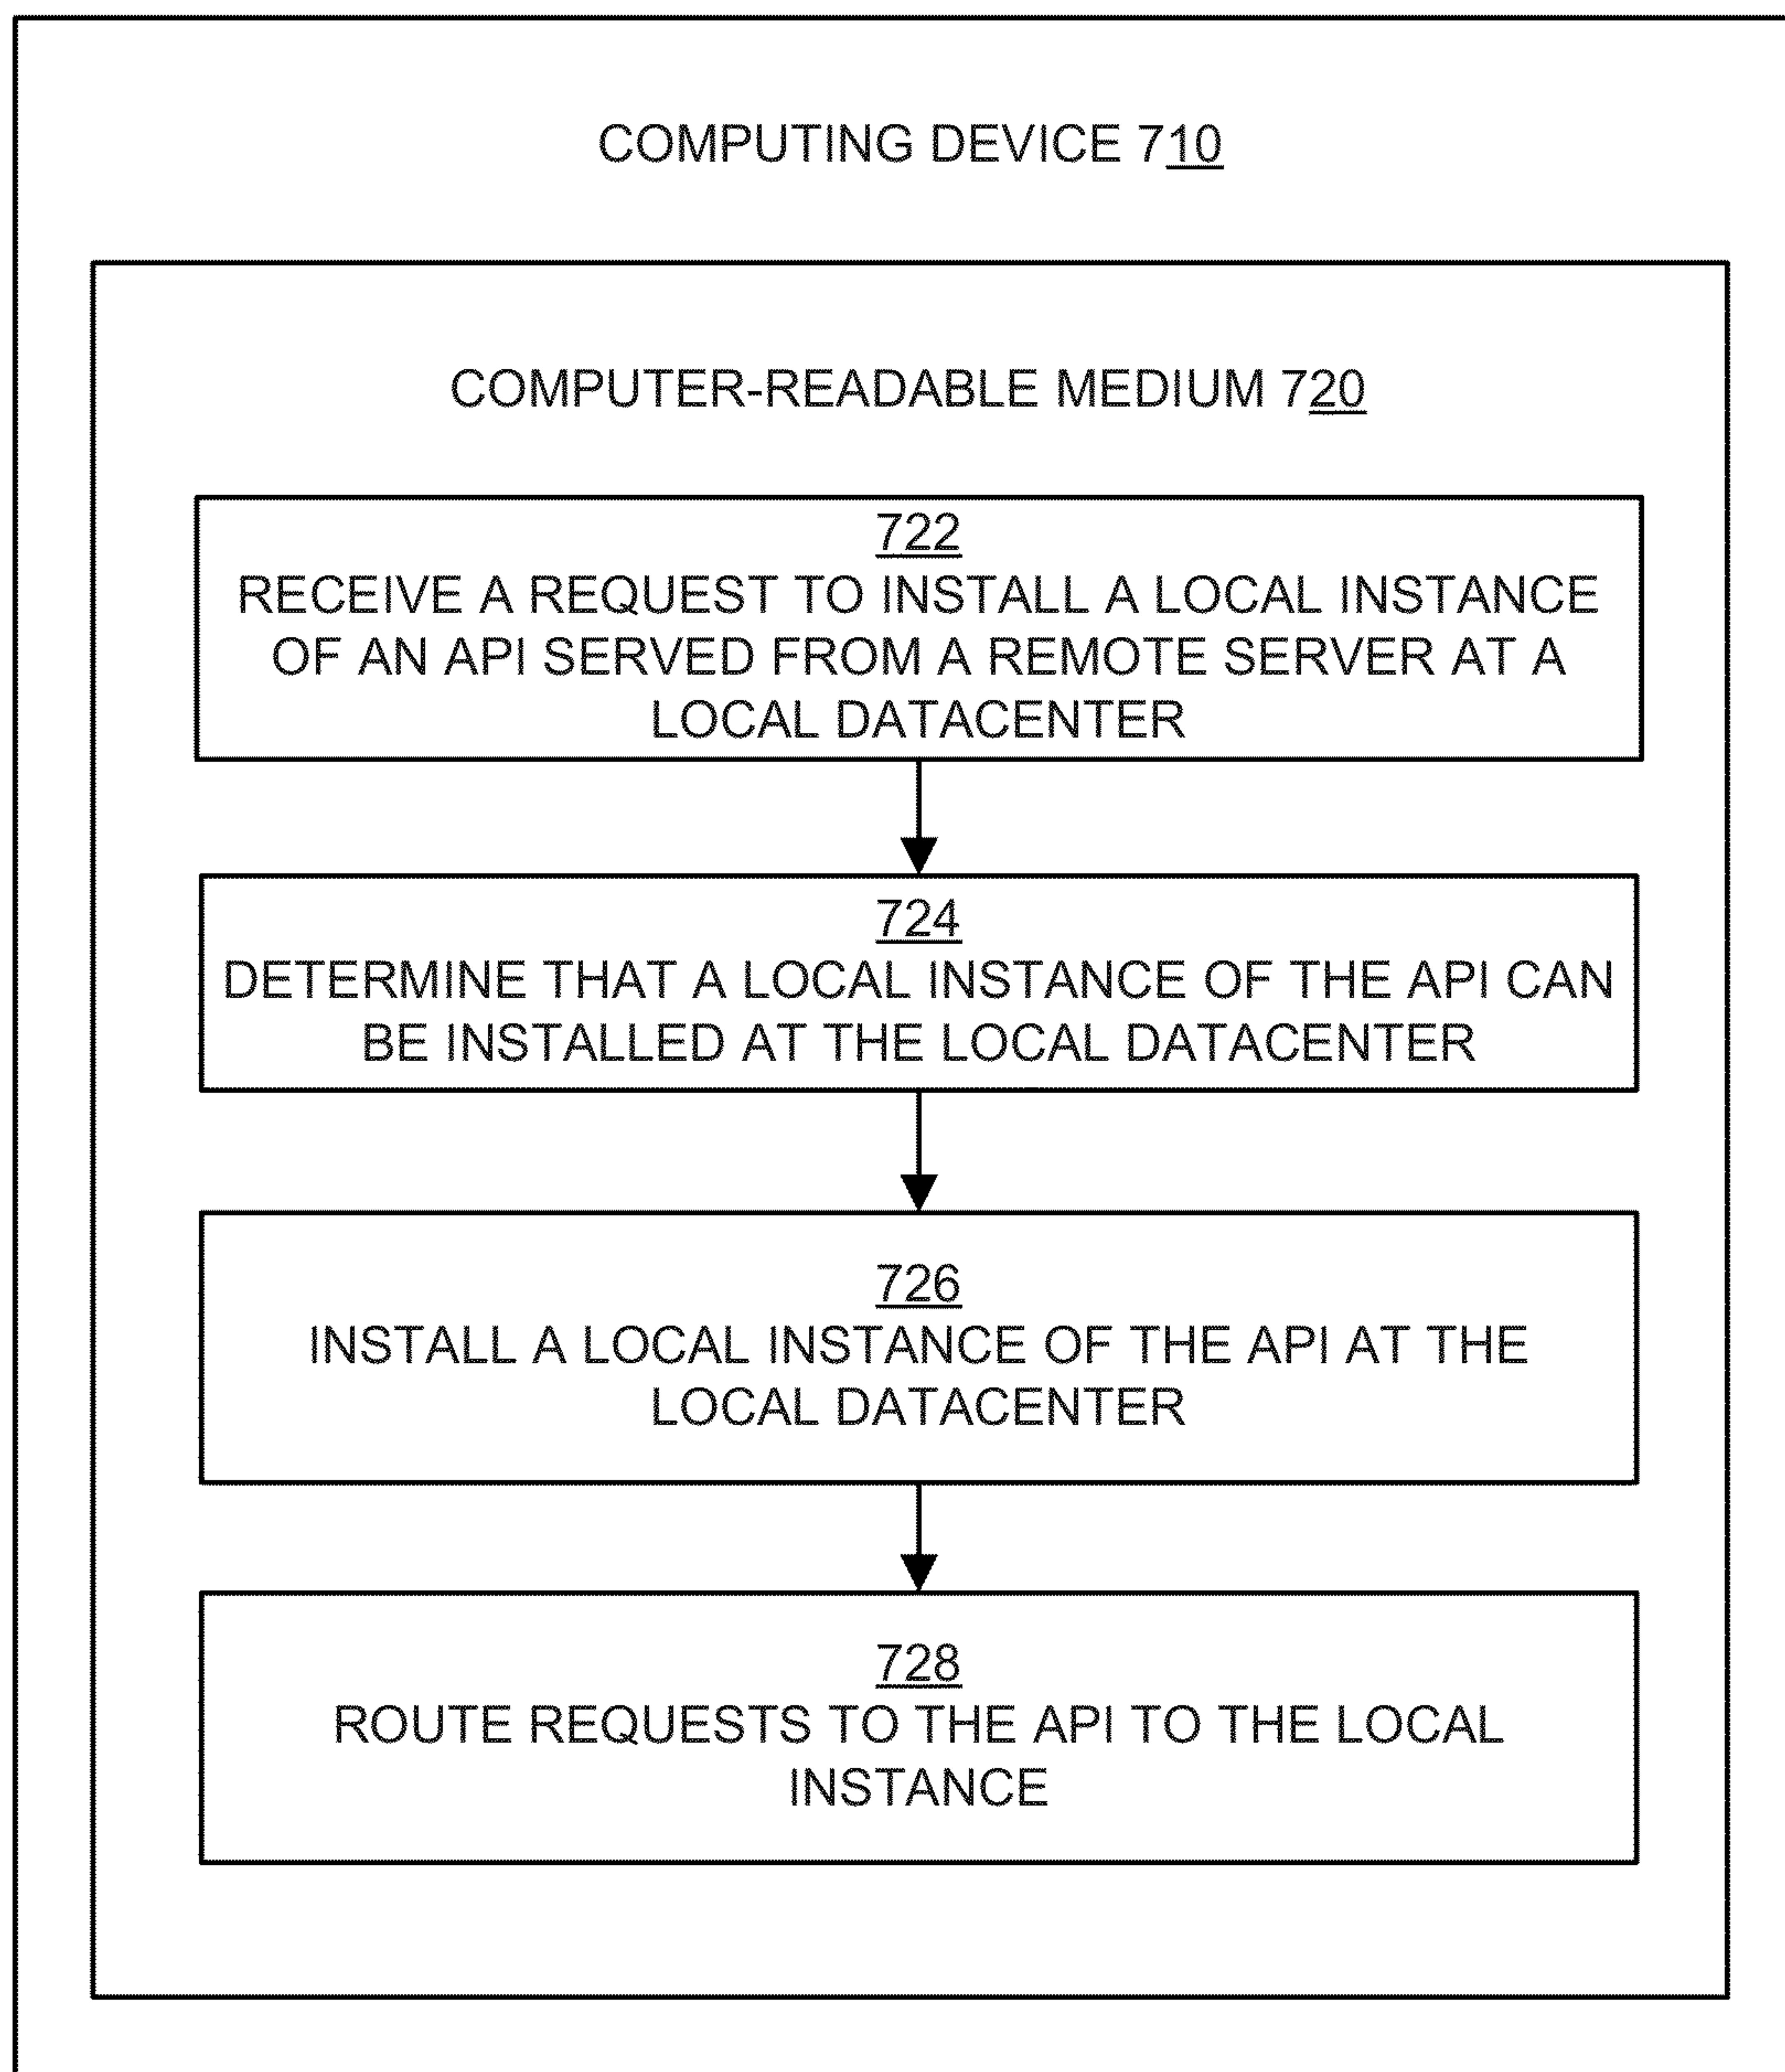 COMPUTING DEVICE 710
COMPUTER-READABLE MEDIUM 720
722
RECEIVE A REQUEST TO INSTALL A LOCAL INSTANCE
OF AN API SERVED FROM A REMOTE SERVER AT A
LOCAL DATACENTER
724
DETERMINE THAT A LOCAL INSTANCE OF THE API CAN
BE INSTALLED AT THE LOCAL DATACENTER
726
INSTALL A LOCAL INSTANCE OF THE API AT THE
LOCAL DATACENTER
728
ROUTE REQUESTS TO THE API TO THE LOCAL
INSTANCE